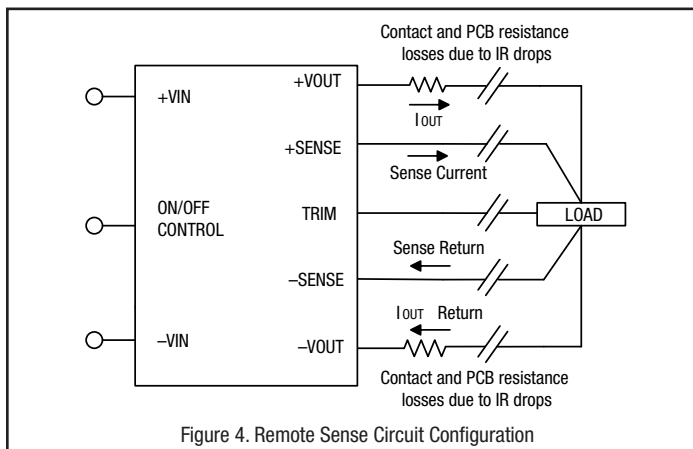 Contact and PCB resistance
losses due to IR drops
+VOUT
+VIN
IOUT
+SENSE
Sense Current
ON/OFF
CONTROL
TRIM
LOAD
Sense Return
–SENSE
IOUT Return
–VIN
–VOUT
Contact and PCB resistance
losses due to IR drops
Figure 4. Remote Sense Circuit Configuration